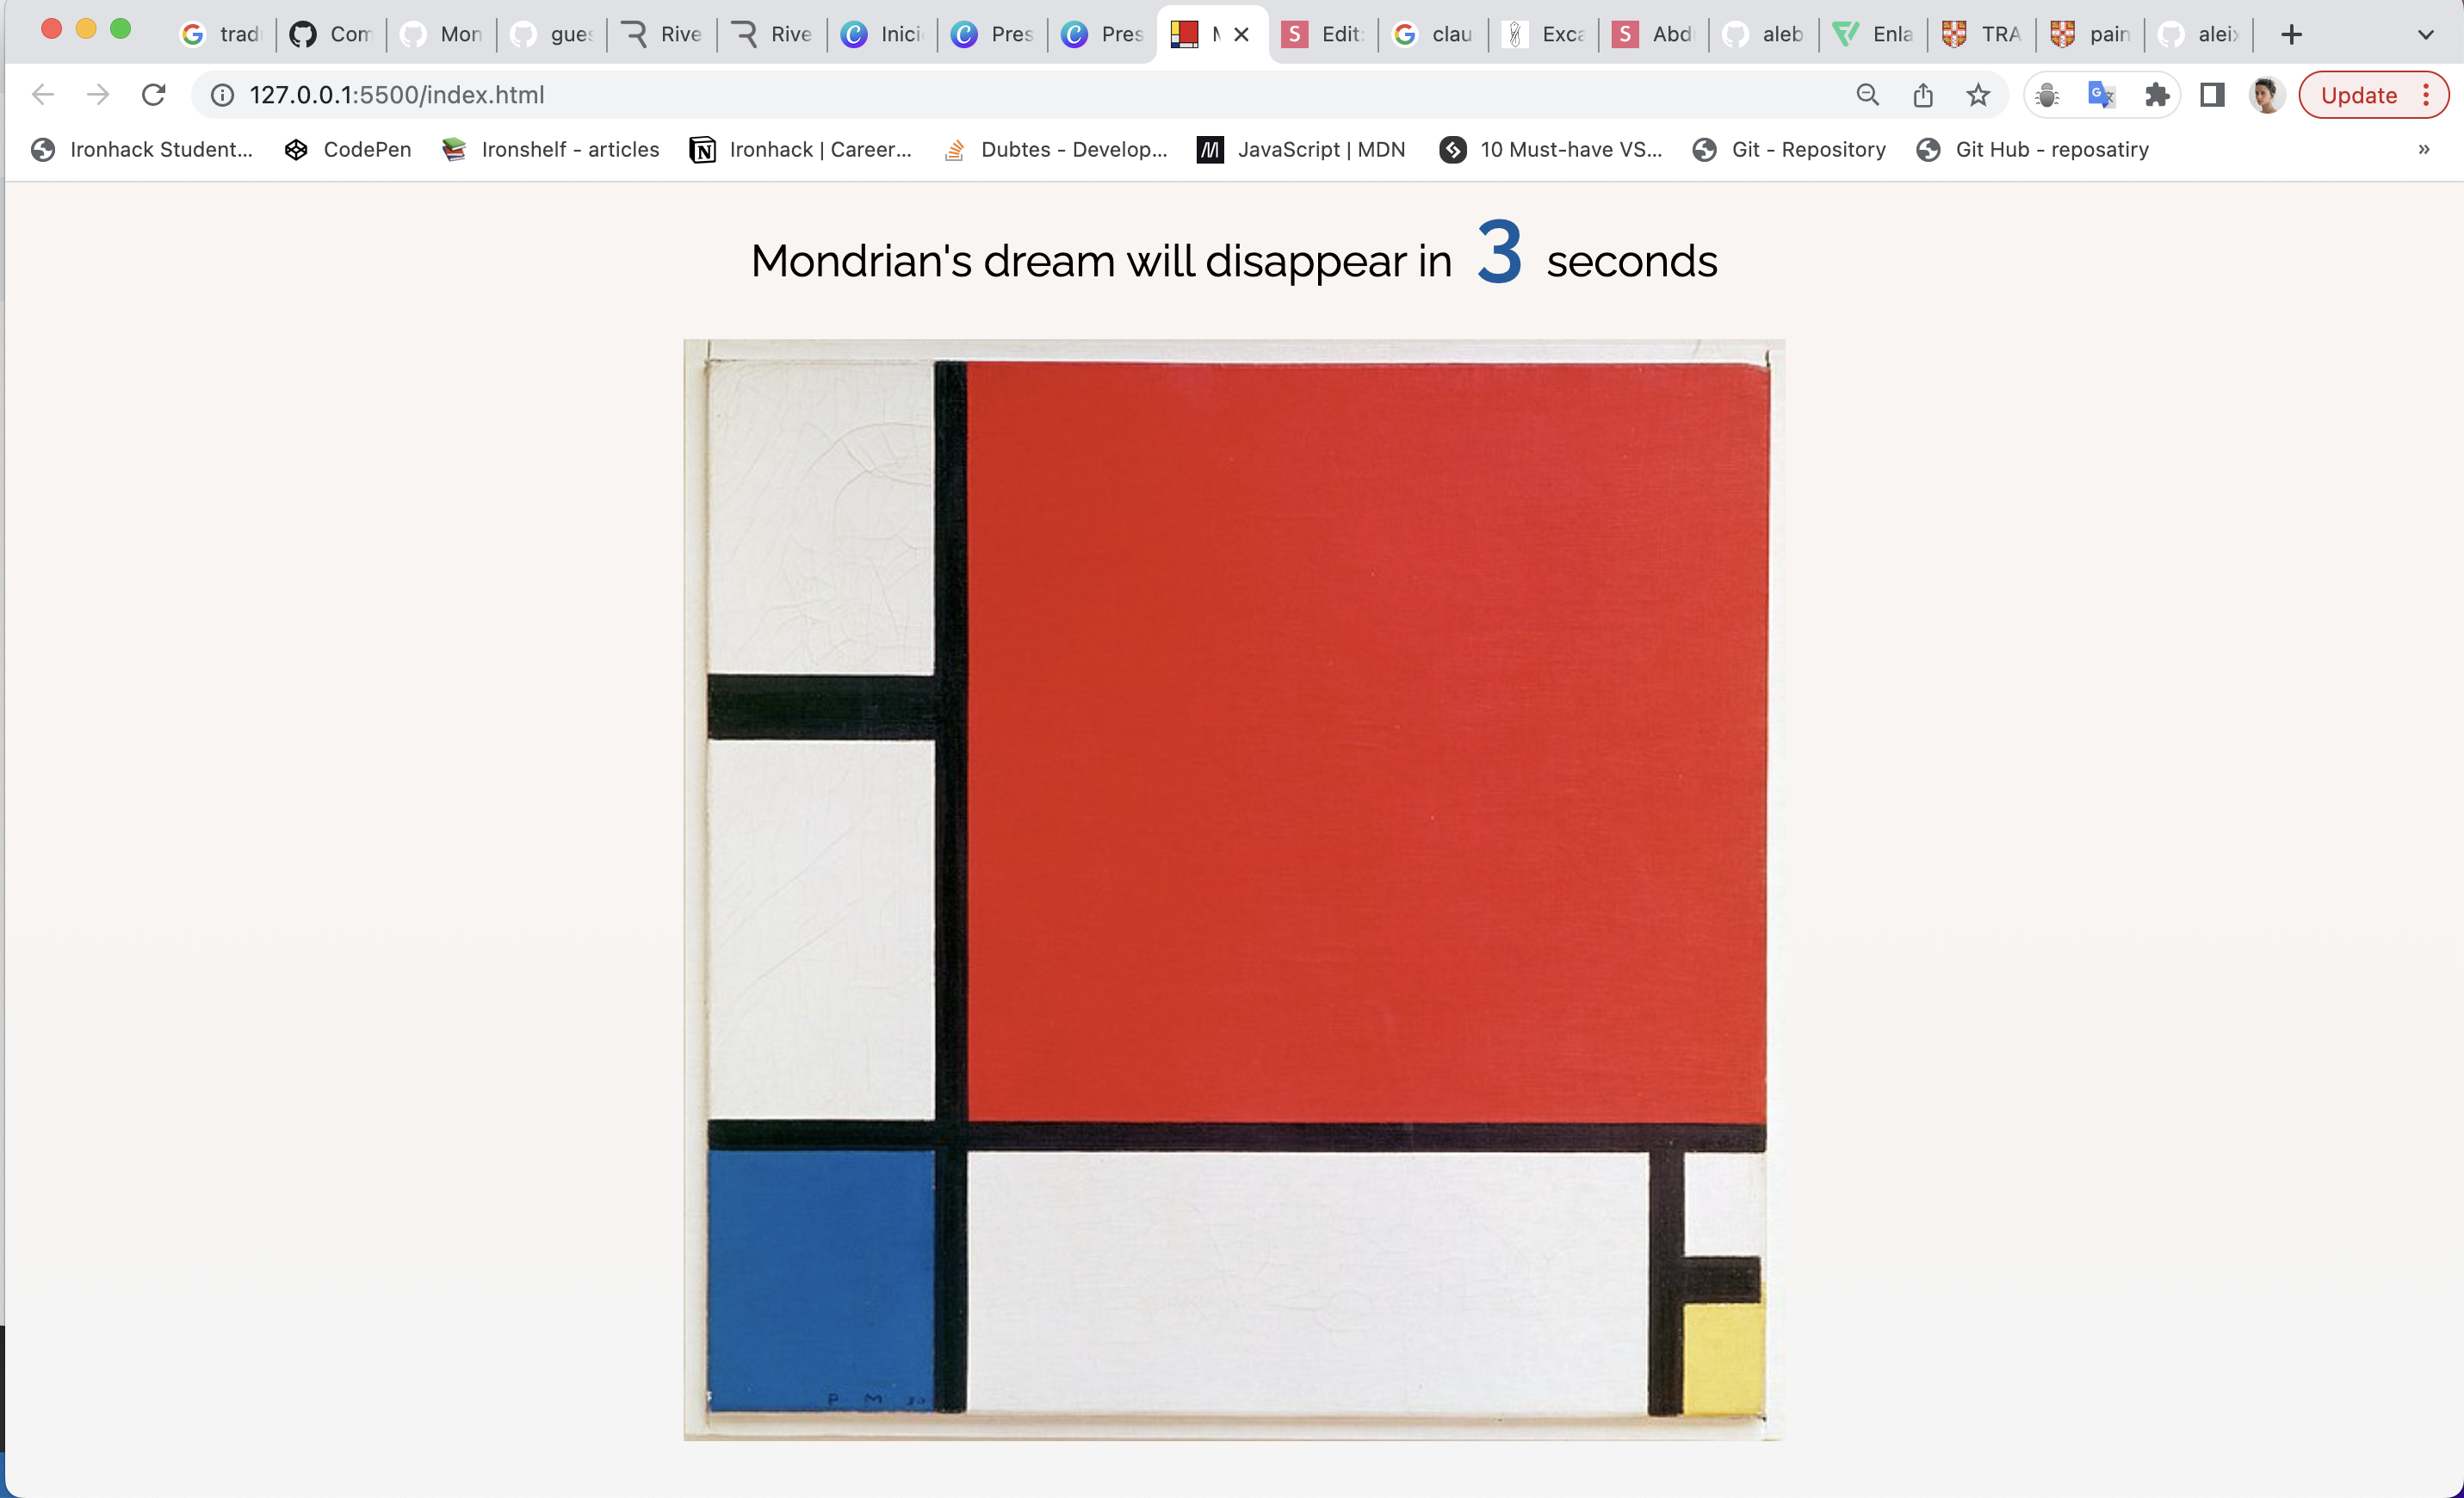 trad
Com
Mon
gues
Rive
Rive
Inici
Pres
Pres
Edit
clau
Exca
Abd
aleb
Enla
TRA
pain
aleix
127.0.0.1:5500/index.html
Update
Ironhack Student...
CodePen
Ironshelf - articles
Ironhack | Career...
Dubtes - Develop...
JavaScript | MDN
10 Must-have VS...
Git - Repository
Git Hub - reposatiry
»
Mondrian's dream will disappear in 3 seconds
P M 30